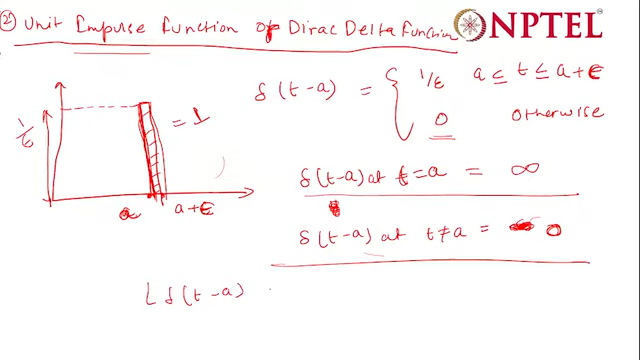 ② Unit Impulse Function of Dirac Delta Function
NPTEL
δ(t-a) = { 1/ε a ≤ t ≤ a+ε
0 otherwise
1/ε
= 1
a a+ε
δ(t-a) at t=a = ∞
δ(t-a) at t≠a = 0
L δ(t-a)